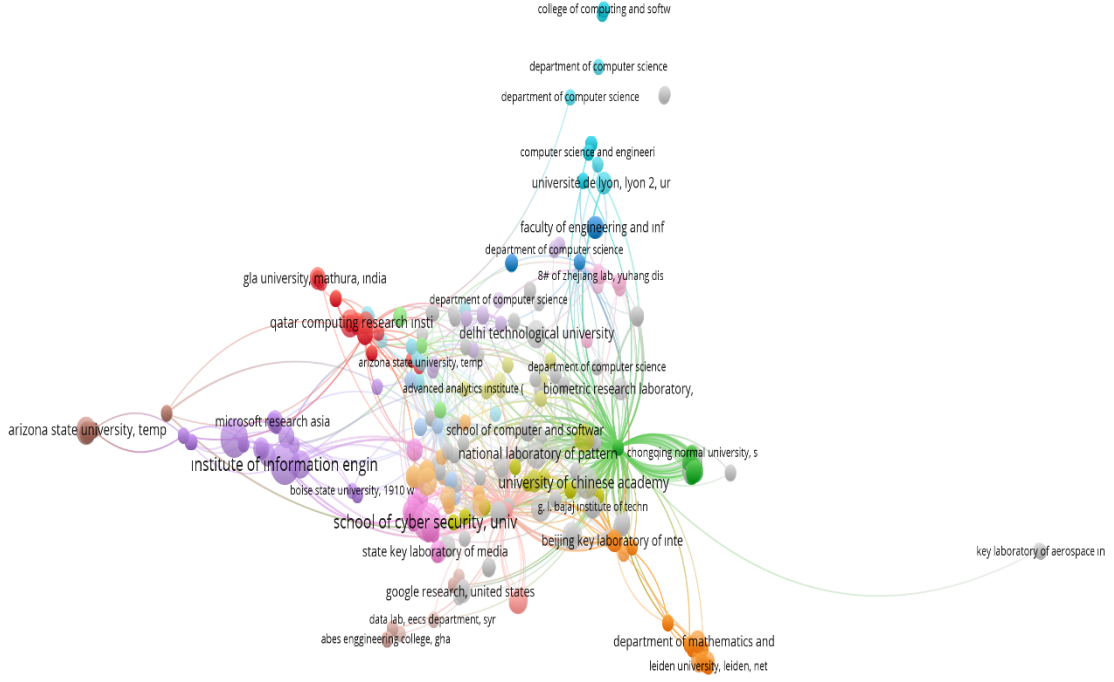 college of computing and softw
department of computer science
department of computer science
computer science and engineeri
université de lyon, lyon 2, ur
faculty of engineering and inf
department of computer science
8# of zhejiang lab, yuhang dis
gla university, mathura, india
department of computer science
qatar computing research insti
delhi technological university
arizona state university, temp
department of computer science
advanced analytics institute (
biometric research laboratory,
microsoft research asia
arizona state university, temp
school of computer and softwar
national laboratory of pattern
chongqing normal university, s
institute of information engin
university of chinese academy
boise state university, 1910 w
g. l. bajaj institute of techn
school of cyber security, univ
beijing key laboratory of inte
state key laboratory of media
key laboratory of aerospace in
google research, united states
data lab, eecs department, syr
abes enggineering college, gha
department of mathematics and
leiden university, leiden, net